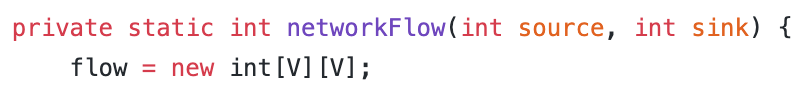 private static int networkFlow(int source, int sink) {
    flow = new int[V][V];